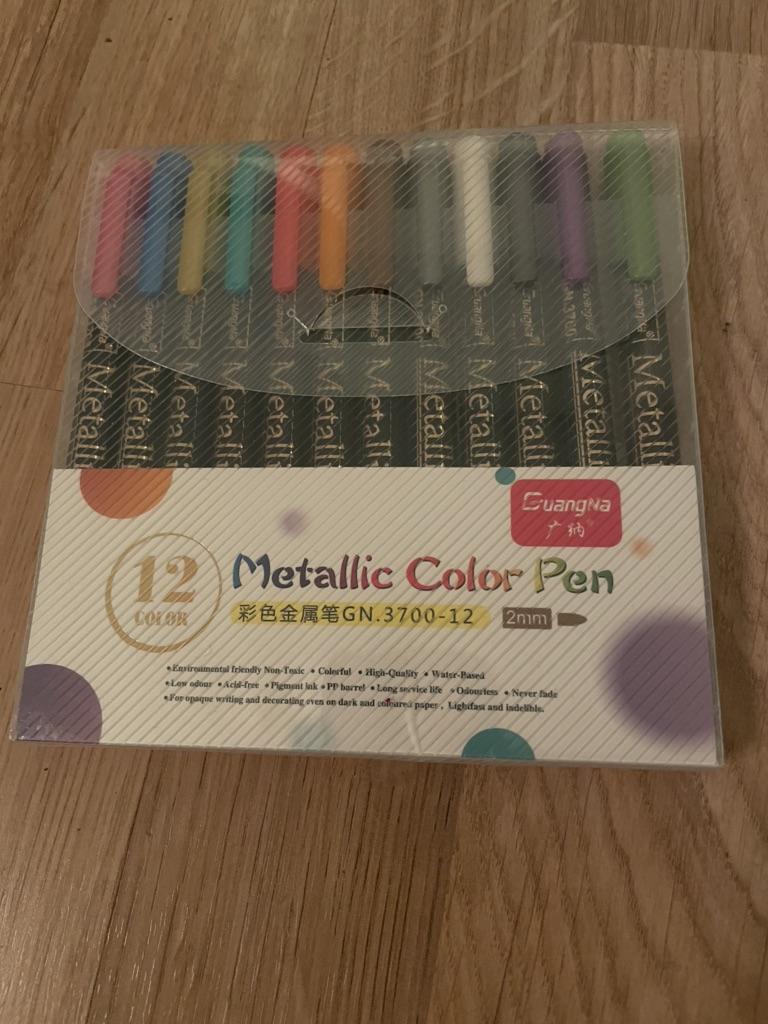 GuangNa
广纳
12
COLOR
Metallic Color Pen
彩色金属笔GN.3700-12 2mm
• Environmental friendly Non-Toxic • Colorful • High-Quality • Water-Based
• Low odour • Acid-free • Pigment ink • PP barrel • Long service life • Odourless • Never fade
• For opaque writing and decorating even on dark and coloured paper, Lightfast and indelible.